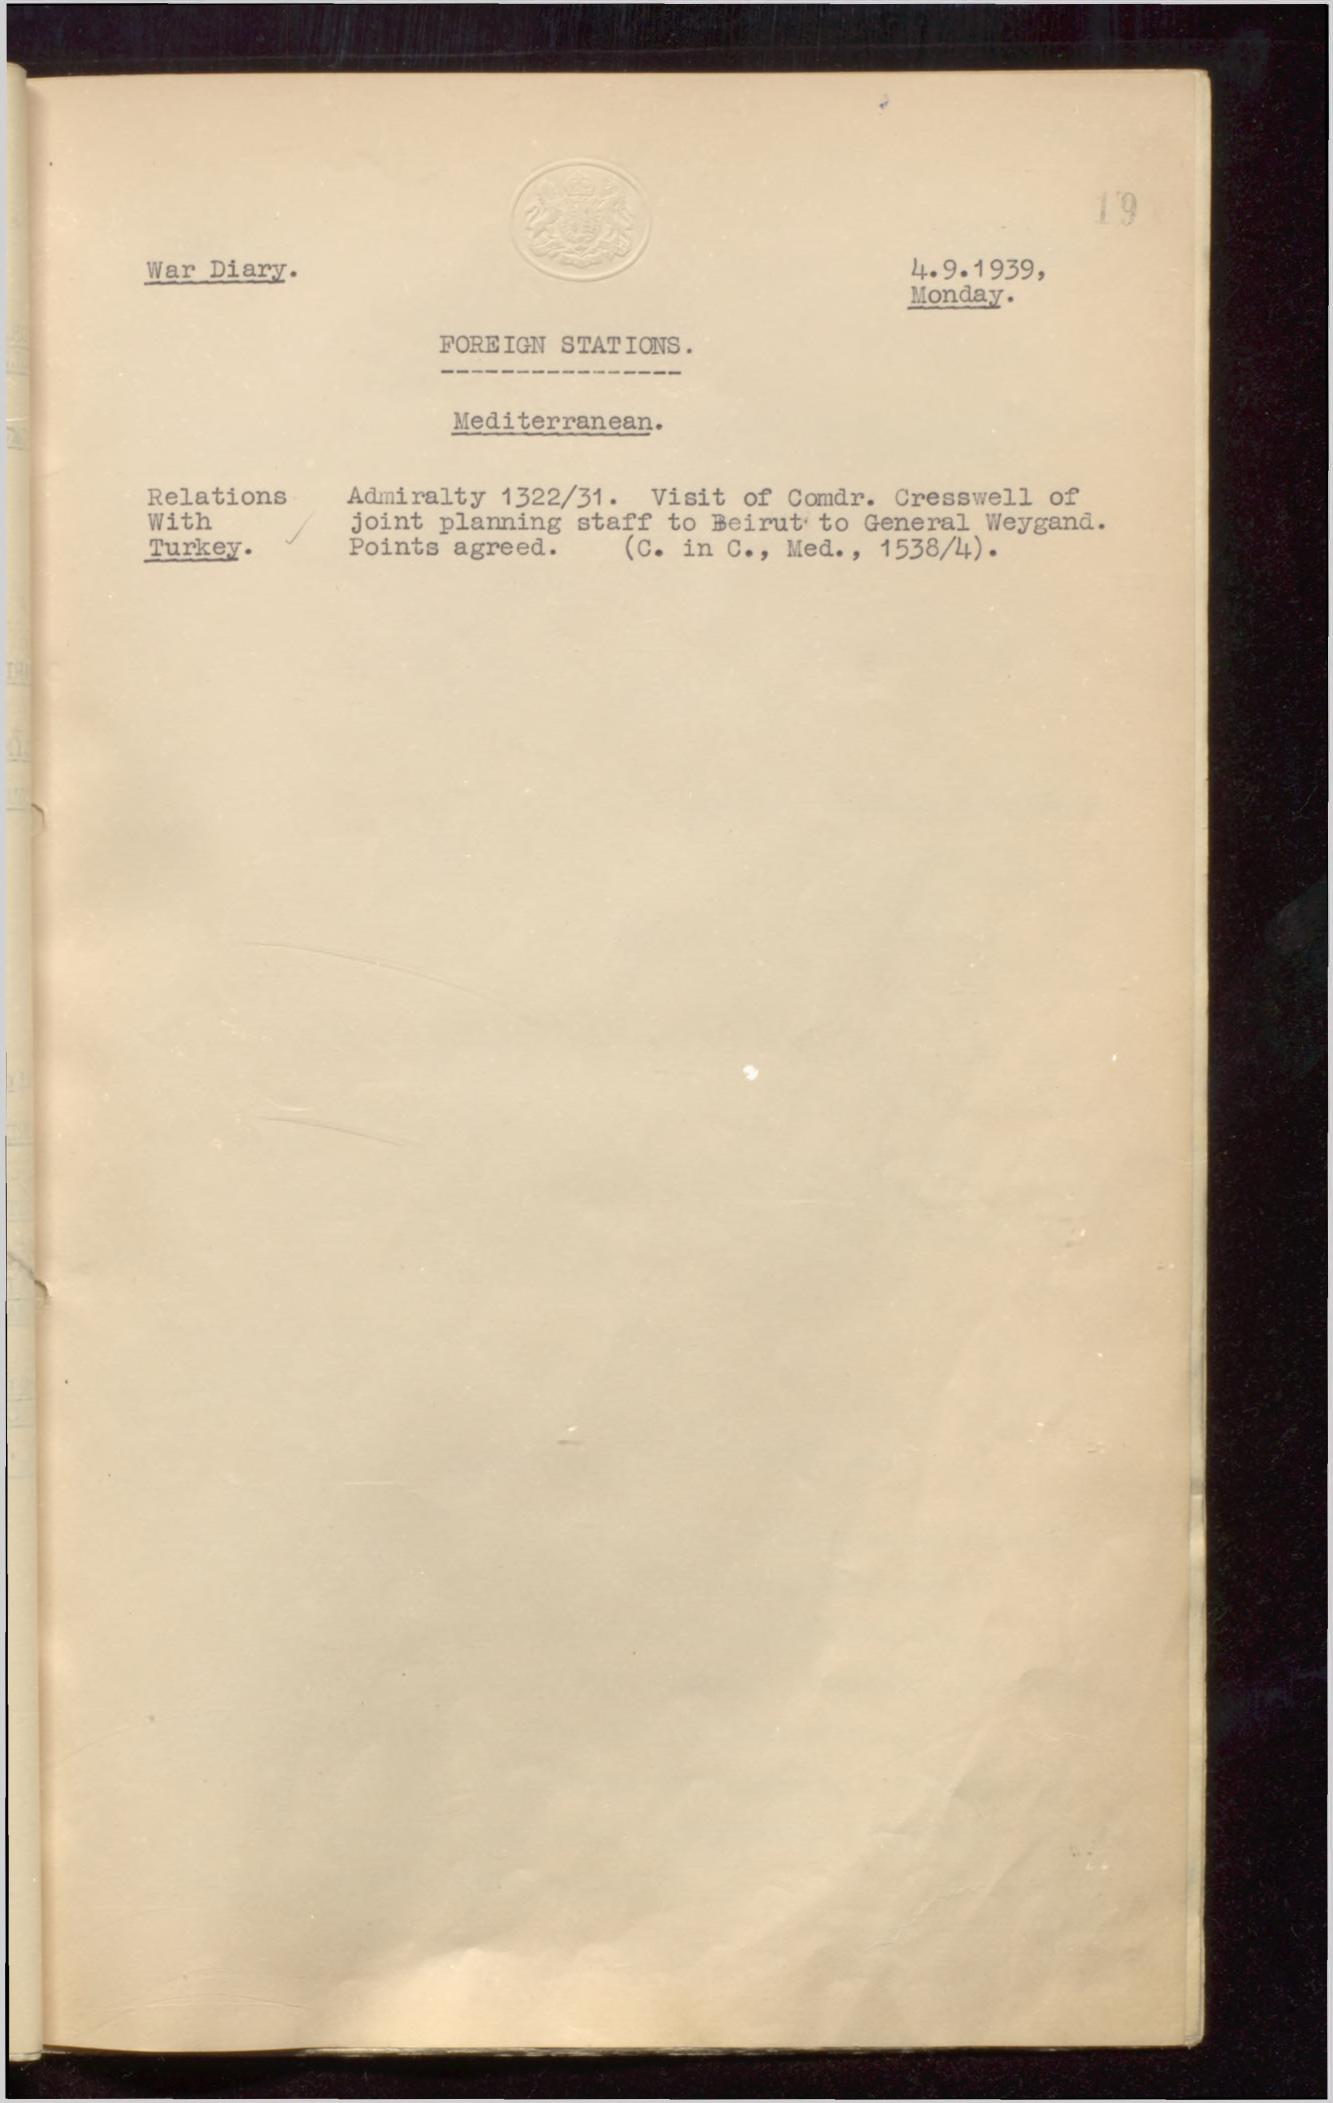 19
War Diary.
4.9.1939,
Monday.
FOREIGN STATIONS.
----------------
Mediterranean.
Relations
With
Turkey.
Admiralty 1322/31. Visit of Comdr. Cresswell of
joint planning staff to Beirut to General Weygand.
Points agreed. (C. in C., Med., 1538/4).